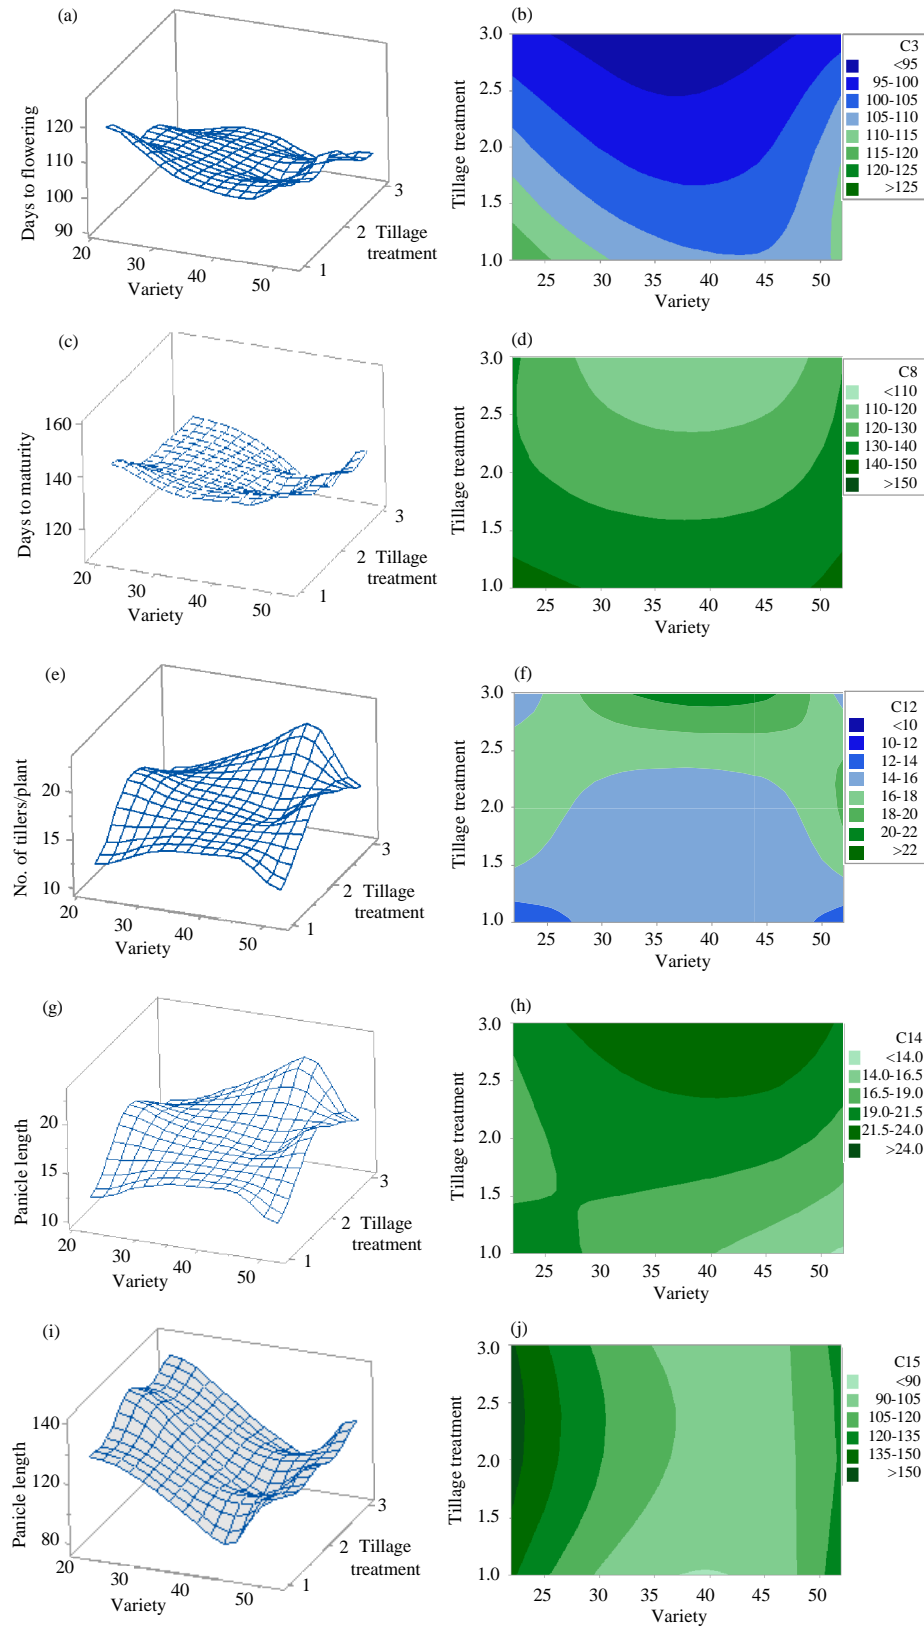 (a)
Days to flowering
120
110
100
90
20
30
40
50
Variety
1
2
3
Tillage
treatment
(b)
Tillage treatment
3.0
2.5
2.0
1.5
1.0
25 30 35 40 45 50
Variety
C3
<95
95-100
100-105
105-110
110-115
115-120
120-125
>125
(c)
Days to maturity
160
140
120
20
30
40
50
Variety
1
2
3
Tillage
treatment
(d)
Tillage treatment
3.0
2.5
2.0
1.5
1.0
25 30 35 40 45 50
Variety
C8
<110
110-120
120-130
130-140
140-150
>150
(e)
No. of tillers/plant
20
15
10
20
30
40
50
Variety
1
2
3
Tillage
treatment
(f)
Tillage treatment
3.0
2.5
2.0
1.5
1.0
25 30 35 40 45 50
Variety
C12
<10
10-12
12-14
14-16
16-18
18-20
20-22
>22
(g)
Panicle length
20
15
10
20
30
40
50
Variety
1
2
3
Tillage
treatment
(h)
Tillage treatment
3.0
2.5
2.0
1.5
1.0
25 30 35 40 45 50
Variety
C14
<14.0
14.0-16.5
16.5-19.0
19.0-21.5
21.5-24.0
>24.0
(i)
Panicle length
140
120
80
20
30
40
50
Variety
1
2
3
Tillage
treatment
(j)
Tillage treatment
3.0
2.5
2.0
1.5
1.0
25 30 35 40 45 50
Variety
C15
<90
90-105
105-120
120-135
135-150
>150